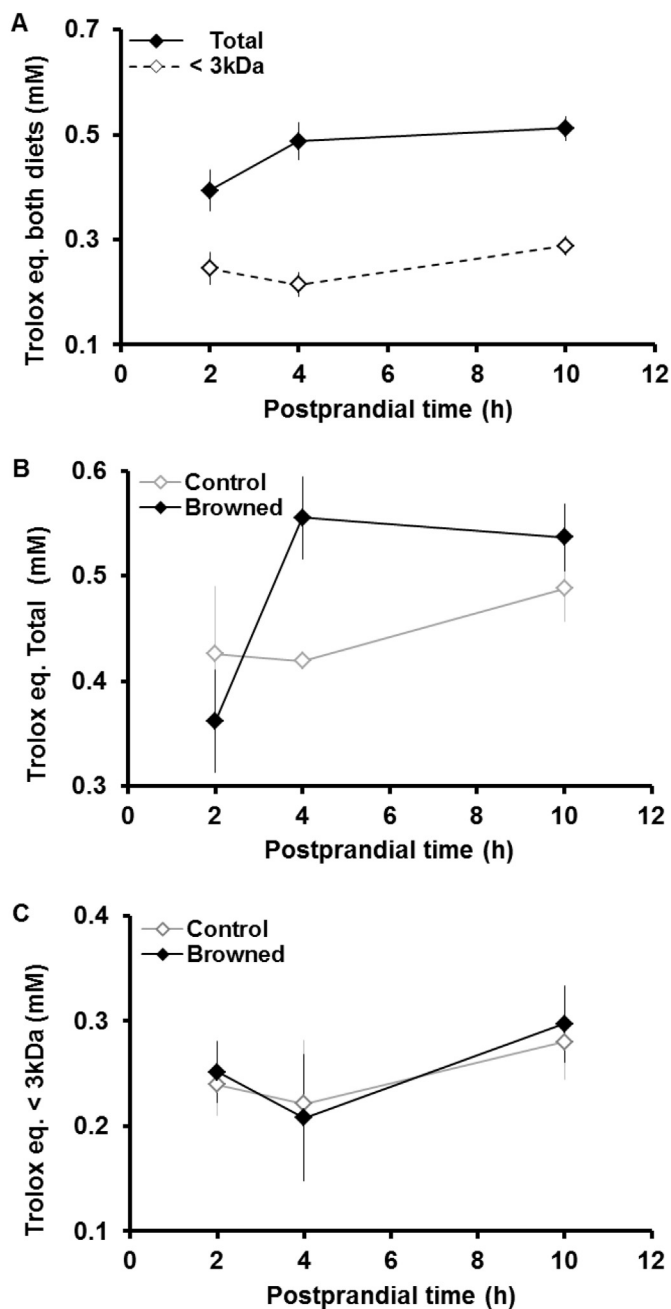 A
Total
< 3kDa
Trolox eq. both diets (mM)
0.7
0.5
0.3
0.1
0 2 4 6 8 10 12
Postprandial time (h)
B
Control
Browned
Trolox eq. Total (mM)
0.6
0.5
0.4
0.3
0 2 4 6 8 10 12
Postprandial time (h)
C
Control
Browned
Trolox eq. < 3kDa (mM)
0.4
0.3
0.2
0.1
0 2 4 6 8 10 12
Postprandial time (h)